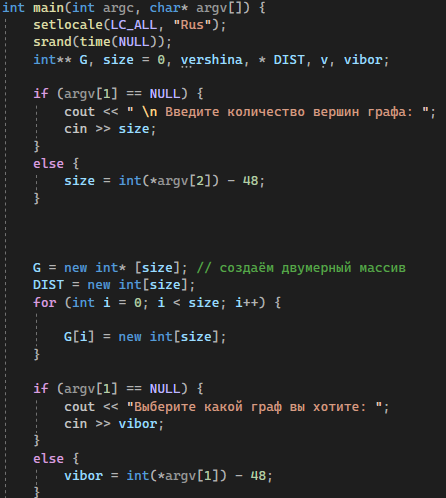 int main(int argc, char* argv[]) {
setlocale(LC_ALL, "Rus");
srand(time(NULL));
int** G, size = 0, vershina, * DIST, v, vibor;
if (argv[1] == NULL) {
cout << " \n Введите количество вершин графа: ";
cin >> size;
}
else {
size = int(*argv[2]) - 48;
}
G = new int* [size]; // создаём двумерный массив
DIST = new int[size];
for (int i = 0; i < size; i++) {
G[i] = new int[size];
}
if (argv[1] == NULL) {
cout << "Выберите какой граф вы хотите: ";
cin >> vibor;
}
else {
vibor = int(*argv[1]) - 48;
}